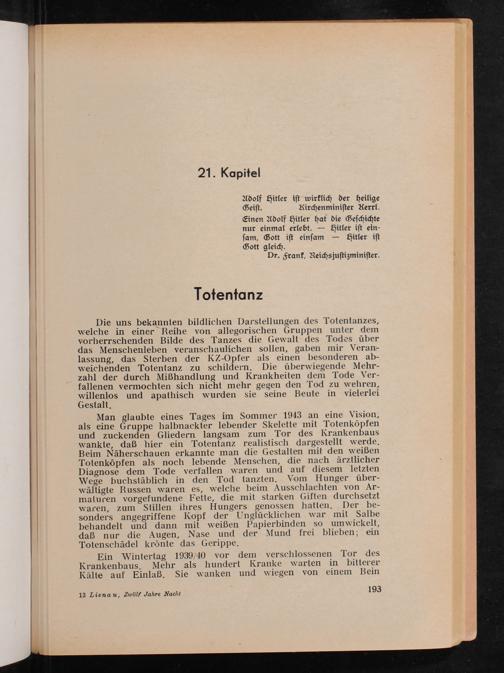 21. Kapitel
Adolf Hitler ist wirklich der heilige
Geist. Kirchenminister Kerrl.
Einen Adolf Hitler hat die Geschichte
nur einmal erlebt. — Hitler ist ein-
sam, Gott ist einsam — Hitler ist
Gott gleich.
Dr. Frank, Reichsjustizminister.
Totentanz
Die uns bekannten bildlichen Darstellungen des Totentanzes,
welche in einer Reihe von allegorischen Gruppen unter dem
vorherrschenden Bilde des Tanzes die Gewalt des Todes über
das Menschenleben veranschaulichen sollen, gaben mir Veran-
lassung, das Sterben der KZ-Opfer als einen besonderen ab-
weichenden Totentanz zu schildern. Die überwiegende Mehr-
zahl der durch Mißhandlung und Krankheiten dem Tode Ver-
fallenen vermochten sich nicht mehr gegen den Tod zu wehren,
willenlos und apathisch wurden sie seine Beute in vielerlei
Gestalt.
Man glaubte eines Tages im Sommer 1943 an eine Vision,
als eine Gruppe halbnackter lebender Skelette mit Totenköpfen
und zuckenden Gliedern langsam zum Tor des Krankenbaus
wankte, daß hier ein Totentanz realistisch dargestellt werde.
Beim Näherschauen erkannte man die Gestalten mit den weißen
Totenköpfen als noch lebende Menschen, die nach ärztlicher
Diagnose dem Tode verfallen waren und auf diesem letzten
Wege buchstäblich in den Tod tanzten. Vom Hunger über-
wältigte Russen waren es, welche beim Ausschlachten von Ar-
maturen vorgefundene Fette, die mit starken Giften durchsetzt
waren, zum Stillen ihres Hungers genossen hatten. Der be-
sonders angegriffene Kopf der Unglücklichen war mit Salbe
behandelt und dann mit weißen Papierbinden so umwickelt,
daß nur die Augen, Nase und der Mund frei blieben; ein
Totenschädel krönte das Gerippe.
Ein Wintertag 1939/40 vor dem verschlossenen Tor des
Krankenbaus. Mehr als hundert Kranke warten in bitterer
Kälte auf Einlaß. Sie wanken und wiegen von einem Bein
13 Lienau, Zwölf Jahre Nacht
193